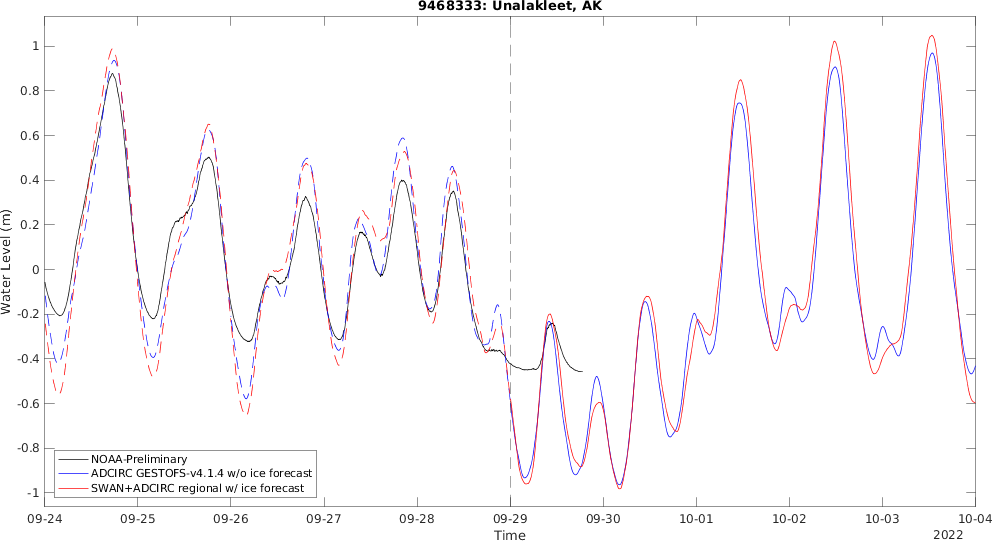 9468333: Unalakleet, AK
1
0.8
0.6
0.4
0.2
0
-0.2
-0.4
-0.6
-0.8
-1
Water Level (m)
NOAA-Preliminary
ADCIRC GESTOFS-v4.1.4 w/o ice forecast
SWAN+ADCIRC regional w/ ice forecast
09-24 09-25 09-26 09-27 09-28 09-29 09-30 10-01 10-02 10-03 10-04
Time
2022